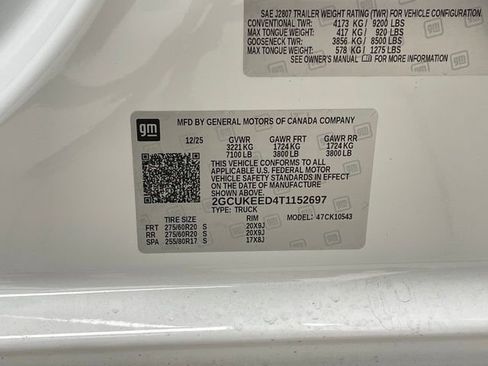 SAE J2807 TRAILER WEIGHT RATING (TWR) FOR VEHICLE CONFIGURATION.
CONVENTIONAL TWR: 4173 KG / 9200 LBS
MAX TONGUE WEIGHT: 417 KG / 920 LBS
GOOSENECK TWR: 3856 KG / 8500 LBS
MAX TONGUE WEIGHT: 578 KG / 1275 LBS
SEE OWNER'S MANUAL FOR MORE INFORMATION
gm
MFD BY GENERAL MOTORS OF CANADA COMPANY
12/25 GVWR GAWR FRT GAWR RR
3221 KG 1724 KG 1724 KG
7100 LB 3800 LB 3800 LB
THIS VEHICLE CONFORMS TO ALL
APPLICABLE U.S. FEDERAL MOTOR
VEHICLE SAFETY STANDARDS IN
EFFECT ON THE DATE OF
MANUFACTURE SHOWN ABOVE.
2GCUKEED4T1152697
TYPE: TRUCK
TIRE SIZE RIM MODEL: 47CK10543
FRT 275/60R20 S 20X9J
RR 275/60R20 S 20X9J
SPA 255/80R17 S 17X8J